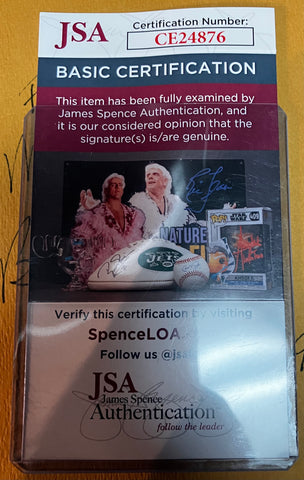 JSA
Certification Number:
CE24876
BASIC CERTIFICATION
This item has been fully examined by
James Spence Authentication, and
it is our considered opinion that the
signature(s) is/are genuine.
NATURE
JETS
Verify this certification by visiting
SpenceLOA.
Follow us @jsa
JSA
James Spence
Authentication
follow the leader